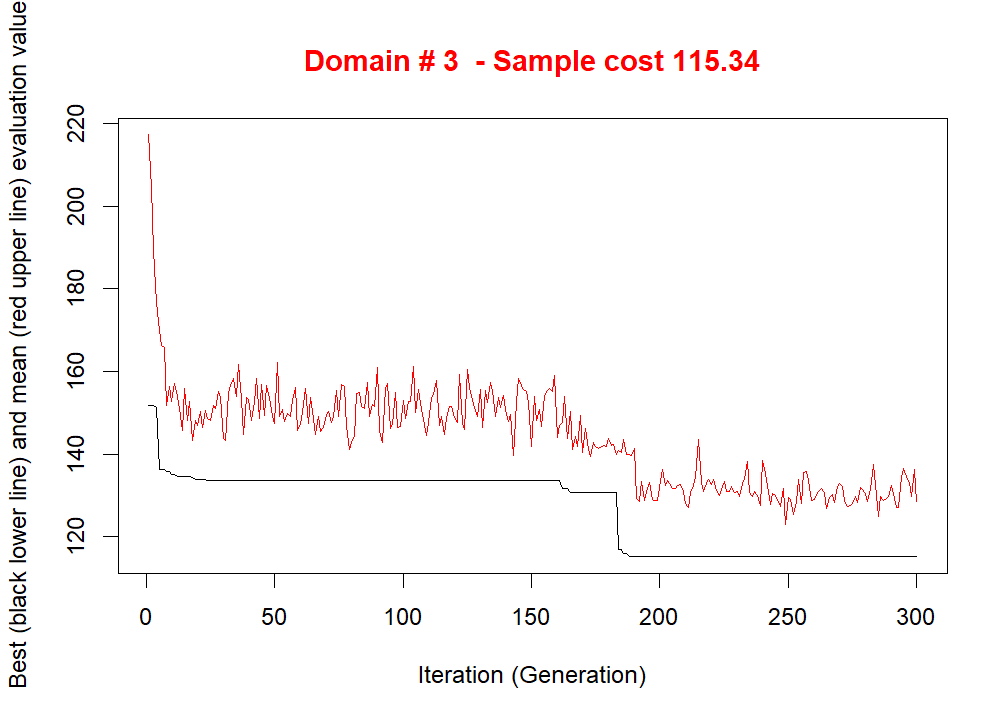 Domain # 3  - Sample cost 115.34
Best (black lower line) and mean (red upper line) evaluation value
220
200
180
160
140
120
0 50 100 150 200 250 300
Iteration (Generation)